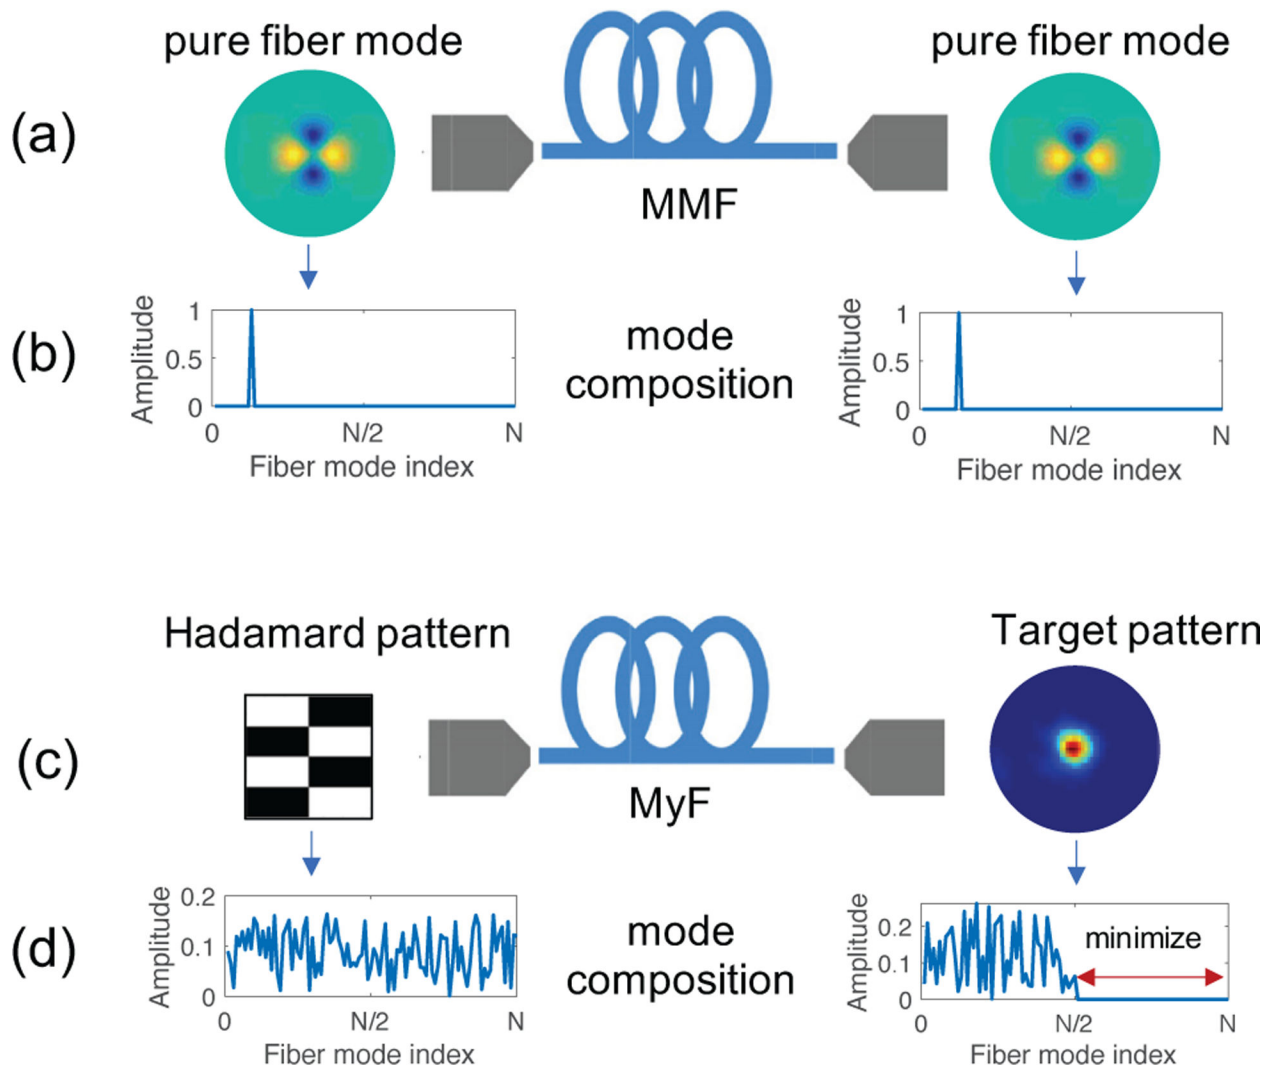 pure fiber mode
pure fiber mode
(a)
MMF
(b)
Amplitude
1
0.5
0
0
N/2
N
Fiber mode index
mode
composition
Amplitude
1
0.5
0
0
N/2
N
Fiber mode index
Hadamard pattern
Target pattern
(c)
MyF
(d)
Amplitude
0.2
0.1
0
0
N/2
N
Fiber mode index
mode
composition
Amplitude
0.2
0.1
0
minimize
0
N/2
N
Fiber mode index